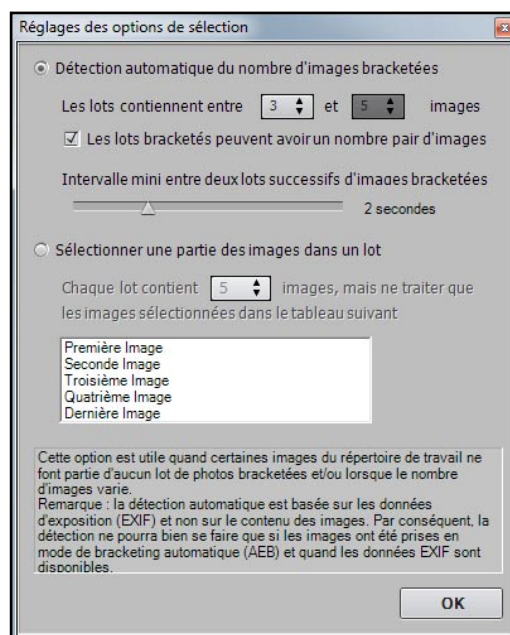 Réglages des options de sélection
Détection automatique du nombre d'images bracketées
Les lots contiennent entre 3 et 5 images
Les lots bracketés peuvent avoir un nombre pair d'images
Intervalle mini entre deux lots successifs d'images bracketées
2 secondes
Sélectionner une partie des images dans un lot
Chaque lot contient 5 images, mais ne traiter que
les images sélectionnées dans le tableau suivant
Première Image
Seconde Image
Troisième Image
Quatrième Image
Dernière Image
Cette option est utile quand certaines images du répertoire de travail ne
font partie d'aucun lot de photos bracketées et/ou lorsque le nombre
d'images varie.
Remarque : la détection automatique est basée sur les données
d'exposition (EXIF) et non sur le contenu des images. Par conséquent, la
détection ne pourra bien se faire que si les images ont été prises en
mode de bracketing automatique (AEB) et quand les données EXIF sont
disponibles.
OK